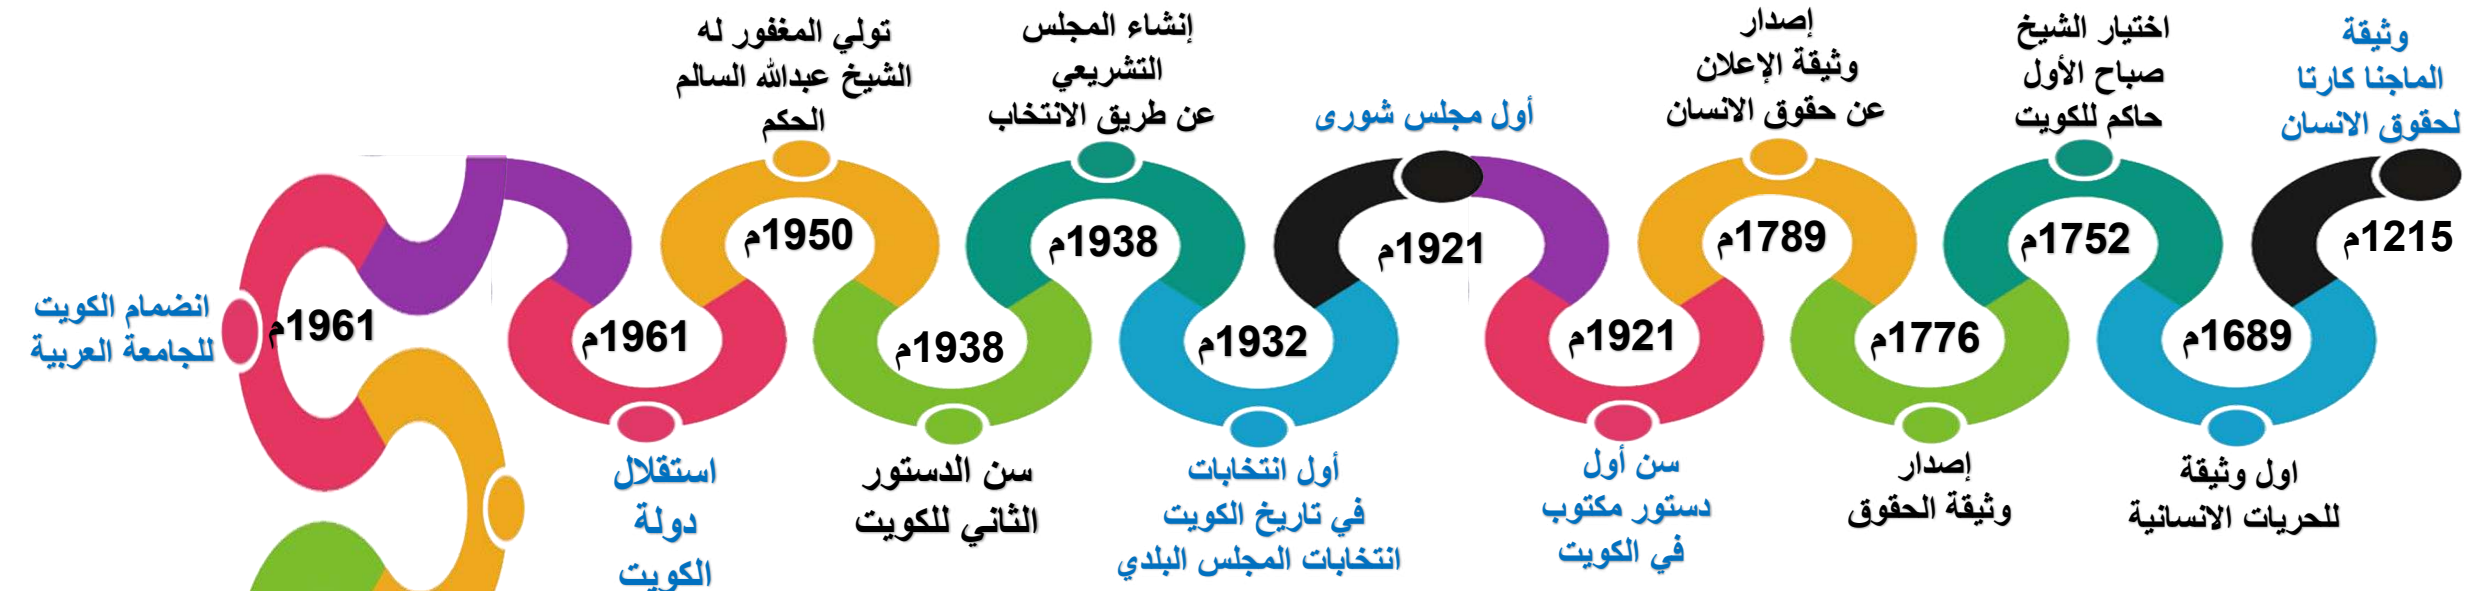 وثيقة
الماجنا كارتا
لحقوق الانسان
1215م
1689م
اول وثيقة
للحريات الانسانية
اختيار الشيخ
صباح الأول
حاكم للكويت
1752م
1776م
إصدار
وثيقة الحقوق
إصدار
وثيقة الإعلان
عن حقوق الانسان
1789م
1921م
سن أول
دستور مكتوب
في الكويت
أول مجلس شورى
1921م
1932م
أول انتخابات
في تاريخ الكويت
انتخابات المجلس البلدي
إنشاء المجلس
التشريعي
عن طريق الانتخاب
1938م
1938م
سن الدستور
الثاني للكويت
تولي المغفور له
الشيخ عبدالله السالم
الحكم
1950م
1961م
استقلال
دولة
الكويت
1961م
انضمام الكويت
للجامعة العربية